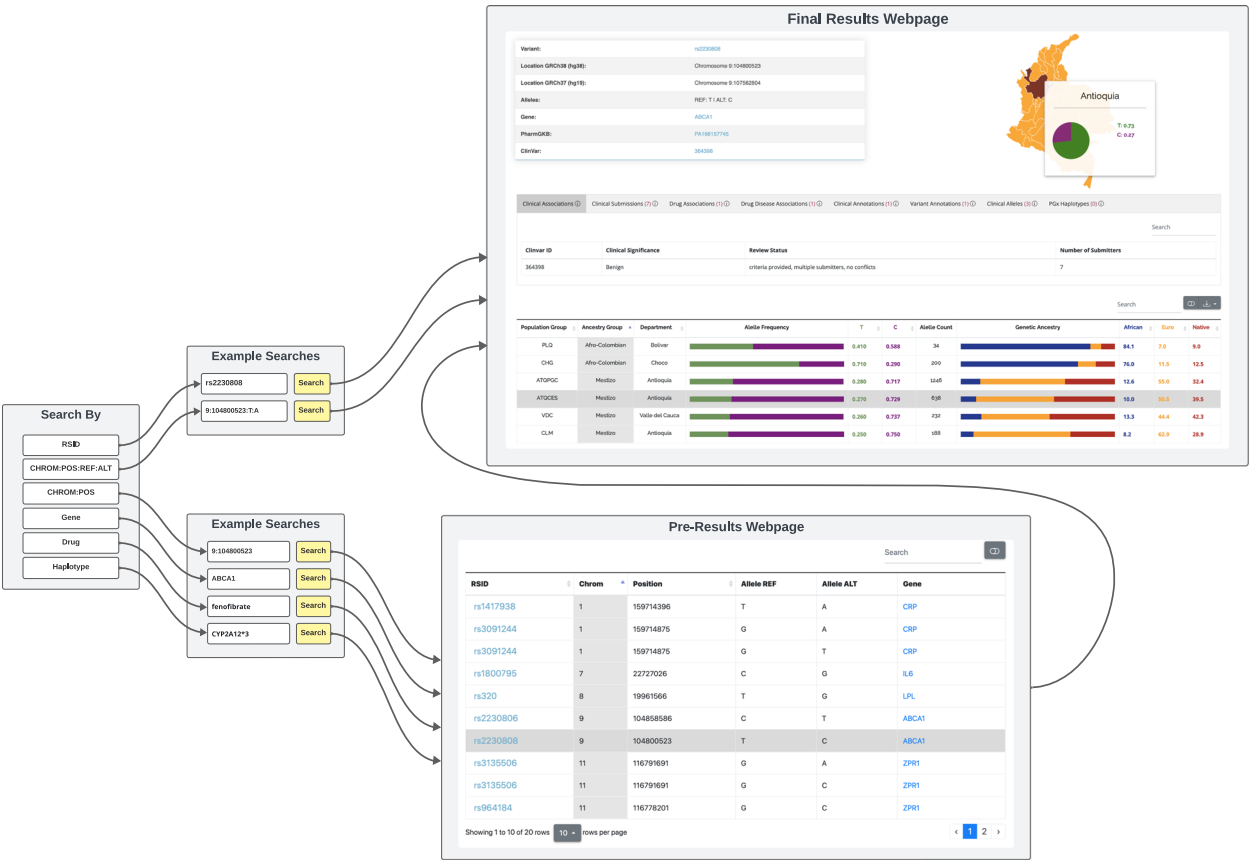 Final Results Webpage
Variant: rs2230808
Location GRCh38 (hg38): Chromosome 9:104800523
Location GRCh37 (hg19): Chromosome 9:107562804
Alleles: REF: T | ALT: C
Gene: ABCA1
PharmGKB: PA166157745
ClinVar: 364398
Antioquia
T: 0.73
C: 0.27
Clinical Associations Clinical Submissions (7) Drug Associations (1) Drug Disease Associations (1) Clinical Annotations (1) Variant Annotations (1) Clinical Alleles (3) PGx Haplotypes (0)
Search
Clinvar ID Clinical Significance Review Status Number of Submitters
364398 Benign criteria provided, multiple submitters, no conflicts 7
Search
Population Group Ancestry Group Department Alelle Frequency T C Alelle Count Genetic Ancestry African Euro Native
PLQ Afro-Colombian Bolivar 0.410 0.588 34 84.1 7.0 9.0
CHG Afro-Colombian Choco 0.710 0.290 200 76.0 11.5 12.5
ATQPGC Mestizo Antioquia 0.280 0.717 1246 12.6 55.0 32.4
ATQCES Mestizo Antioquia 0.270 0.729 638 10.0 50.5 39.5
VDC Mestizo Valle del Cauca 0.260 0.737 232 13.3 44.4 42.3
CLM Mestizo Antioquia 0.250 0.750 188 8.2 62.9 28.9
Search By
RSID
CHROM:POS:REF:ALT
CHROM:POS
Gene
Drug
Haplotype
Example Searches
rs2230808 Search
9:104800523:T:A Search
Example Searches
9:104800523 Search
ABCA1 Search
fenofibrate Search
CYP2A12*3 Search
Pre-Results Webpage
Search
RSID Chrom Position Allele REF Allele ALT Gene
rs1417938 1 159714396 T A CRP
rs3091244 1 159714875 G A CRP
rs3091244 1 159714875 G T CRP
rs1800795 7 22727026 C G IL6
rs320 8 19961566 T G LPL
rs2230806 9 104858586 C T ABCA1
rs2230808 9 104800523 T C ABCA1
rs3135506 11 116791691 G A ZPR1
rs3135506 11 116791691 G C ZPR1
rs964184 11 116778201 G C ZPR1
Showing 1 to 10 of 20 rows 10 rows per page
‹ 1 2 ›